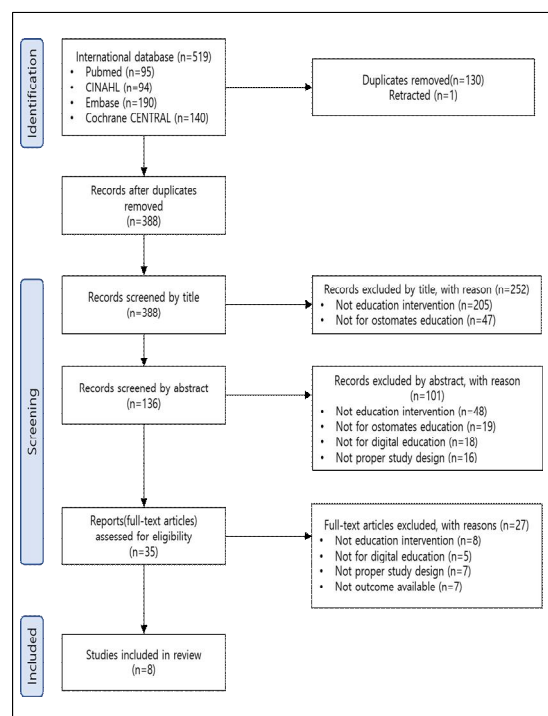 Identification
International database (n=519)
• Pubmed (n=95)
• CINAHL (n=94)
• Embase (n=190)
• Cochrane CENTRAL (n=140)
Duplicates removed(n=130)
Retracted (n=1)
Records after duplicates
removed
(n=388)
Screening
Records screened by title
(n=388)
Records excluded by title, with reason (n=252)
• Not education intervention (n=205)
• Not for ostomates education (n=47)
Records screened by abstract
(n=136)
Records excluded by abstract, with reason
(n=101)
• Not education intervention (n=48)
• Not for ostomates education (n=19)
• Not for digital education (n=18)
• Not proper study design (n=16)
Reports(full-text articles)
assessed for eligibility
(n=35)
Full-text articles excluded, with reasons (n=27)
• Not education intervention (n=8)
• Not for digital education (n=5)
• Not proper study design (n=7)
• Not outcome available (n=7)
Included
Studies included in review
(n=8)